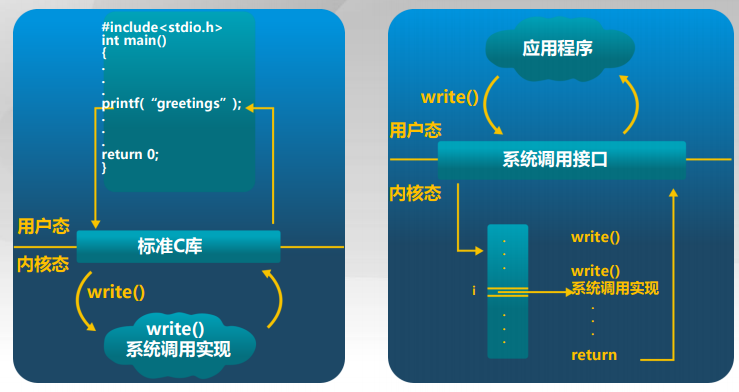 #include<stdio.h>
int main()
{
.
.
.
printf( “greetings” );
.
.
.
return 0;
}
用户态
标准C库
内核态
write()
write()
系统调用实现
应用程序
write()
用户态
系统调用接口
内核态
.
.
.
i
.
.
.
write()
write()
系统调用实现
.
.
.
return